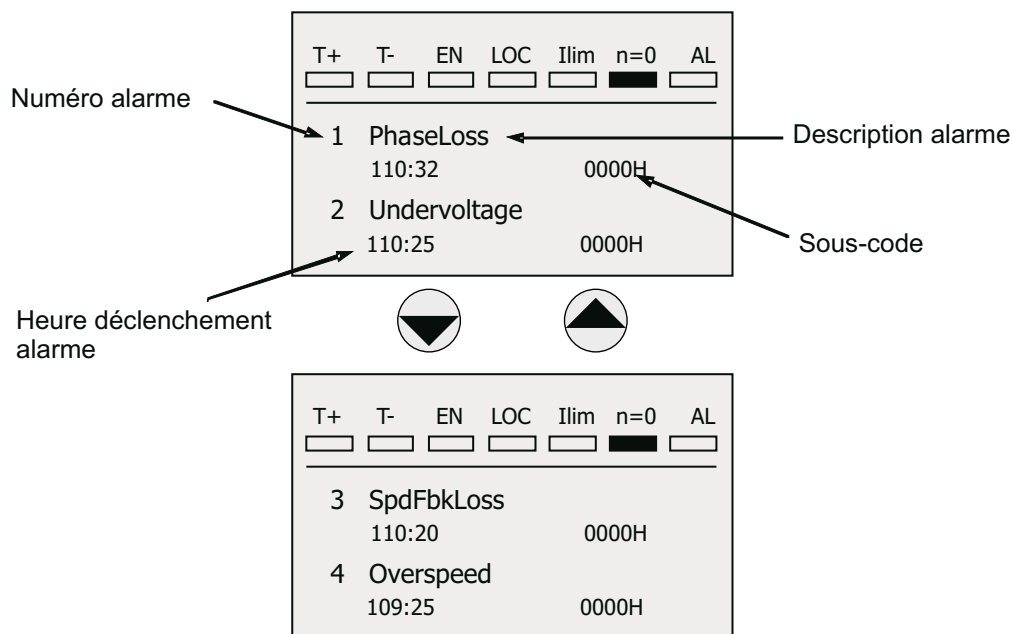 T+ T- EN LOC Ilim n=0 AL
Numéro alarme
1 PhaseLoss
Description alarme
110:32 0000H
2 Undervoltage
110:25 0000H
Sous-code
Heure déclenchement
alarme
T+ T- EN LOC Ilim n=0 AL
3 SpdFbkLoss
110:20 0000H
4 Overspeed
109:25 0000H